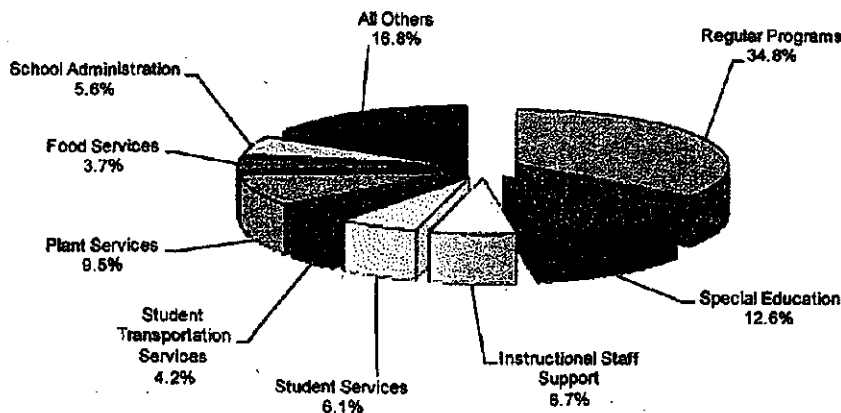 All Others
16.8%
Regular Programs
34.8%
School Administration
5.6%
Food Services
3.7%
Plant Services
9.5%
Special Education
12.6%
Student
Transportation
Services
4.2%
Student Services
6.1%
Instructional Staff
Support
6.7%